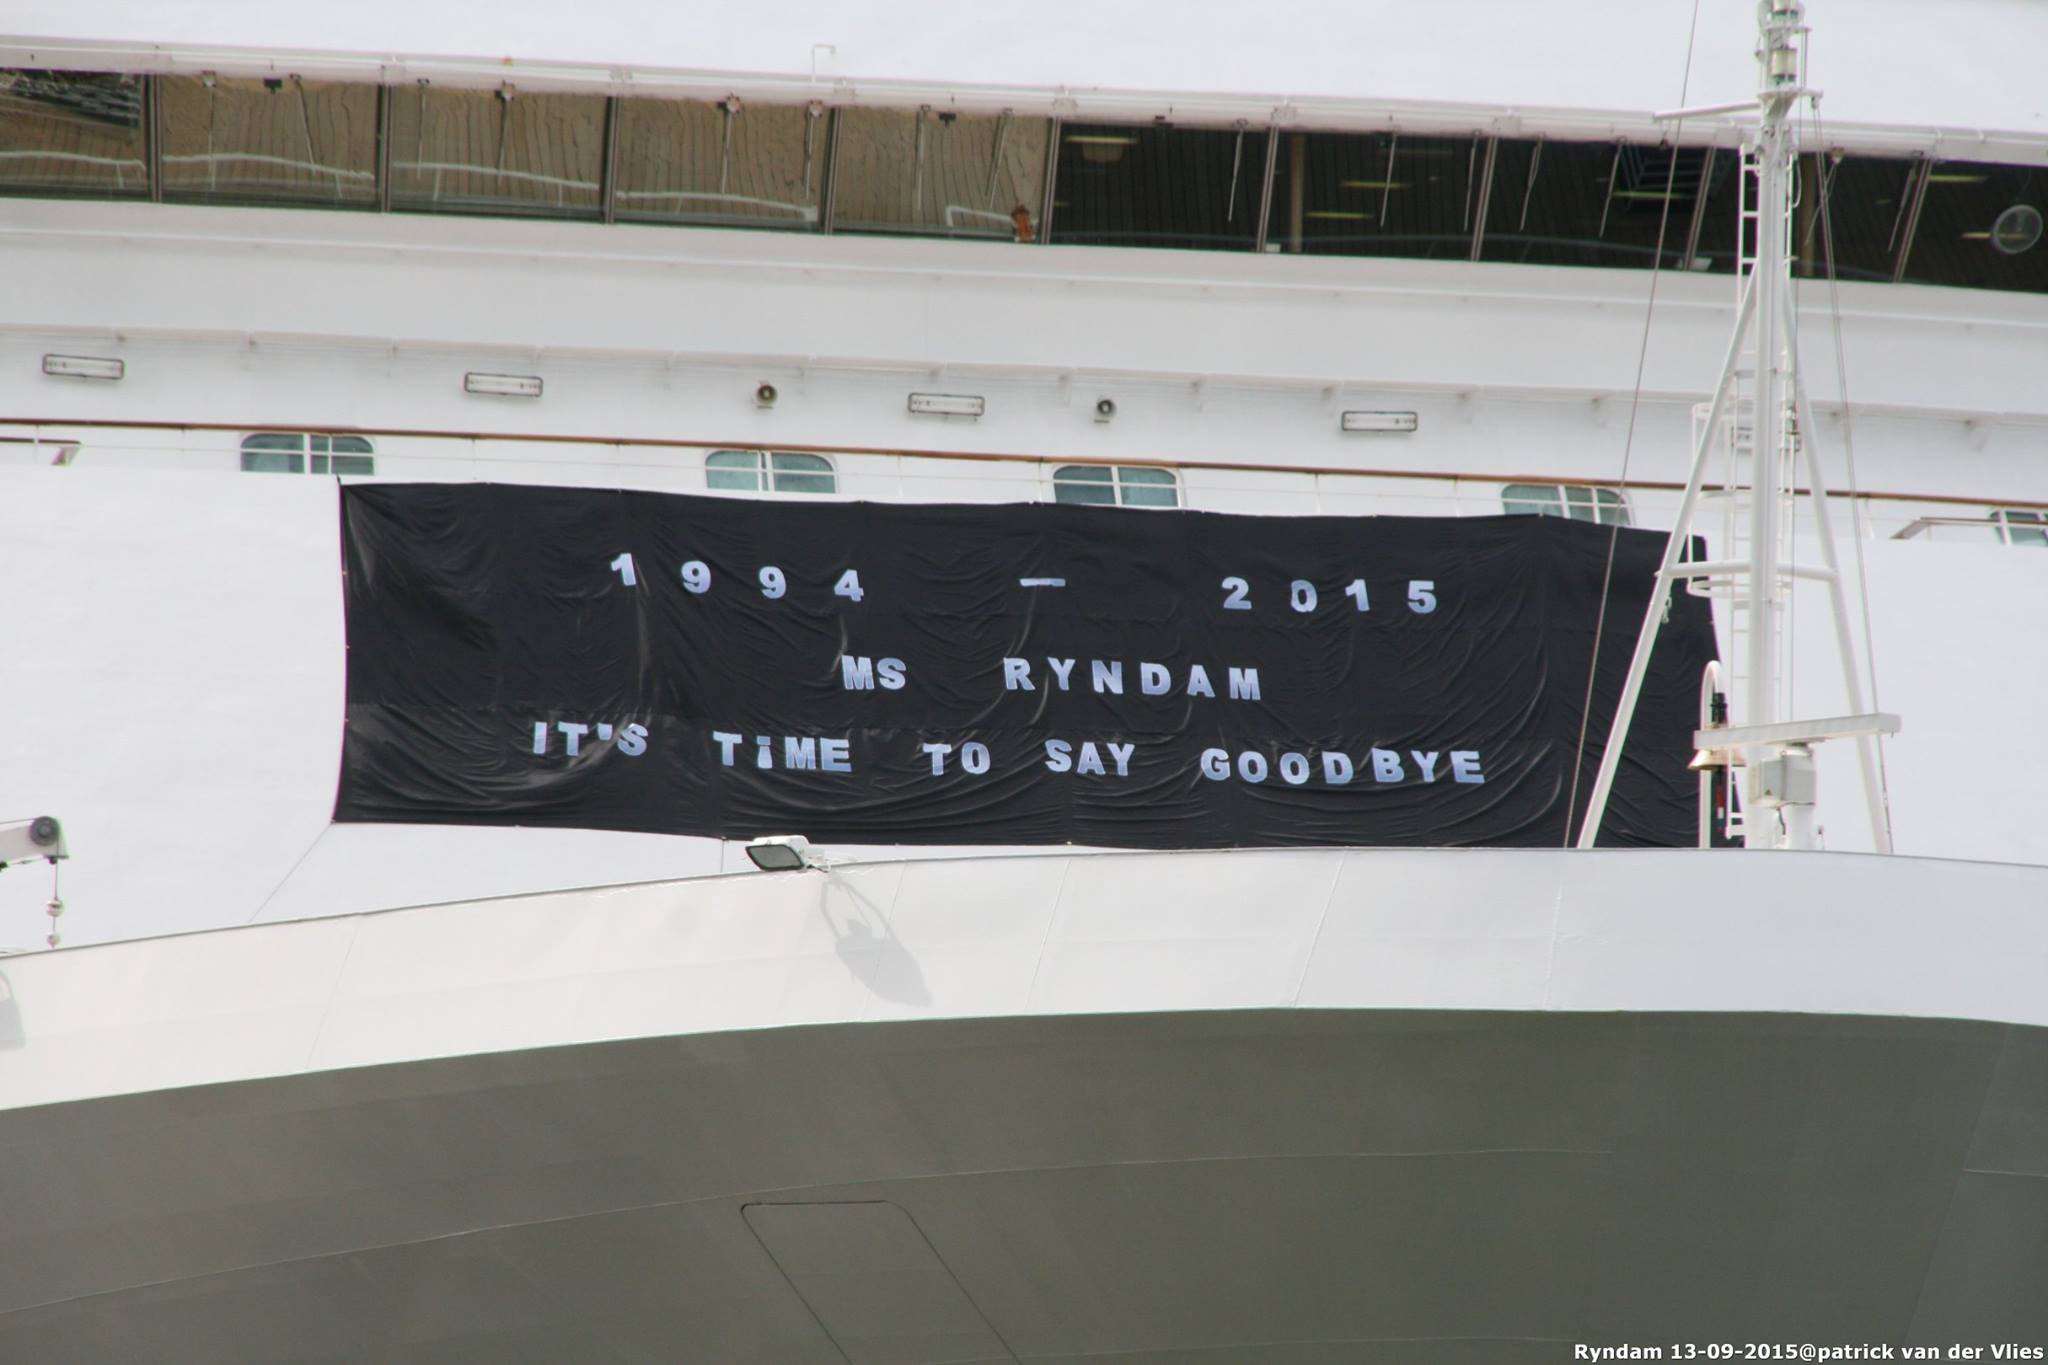 1994 — 2015
MS RYNDAM
IT'S TiME TO SAY GOODBYE
Ryndam 13-09-2015@patrick van der Vlies